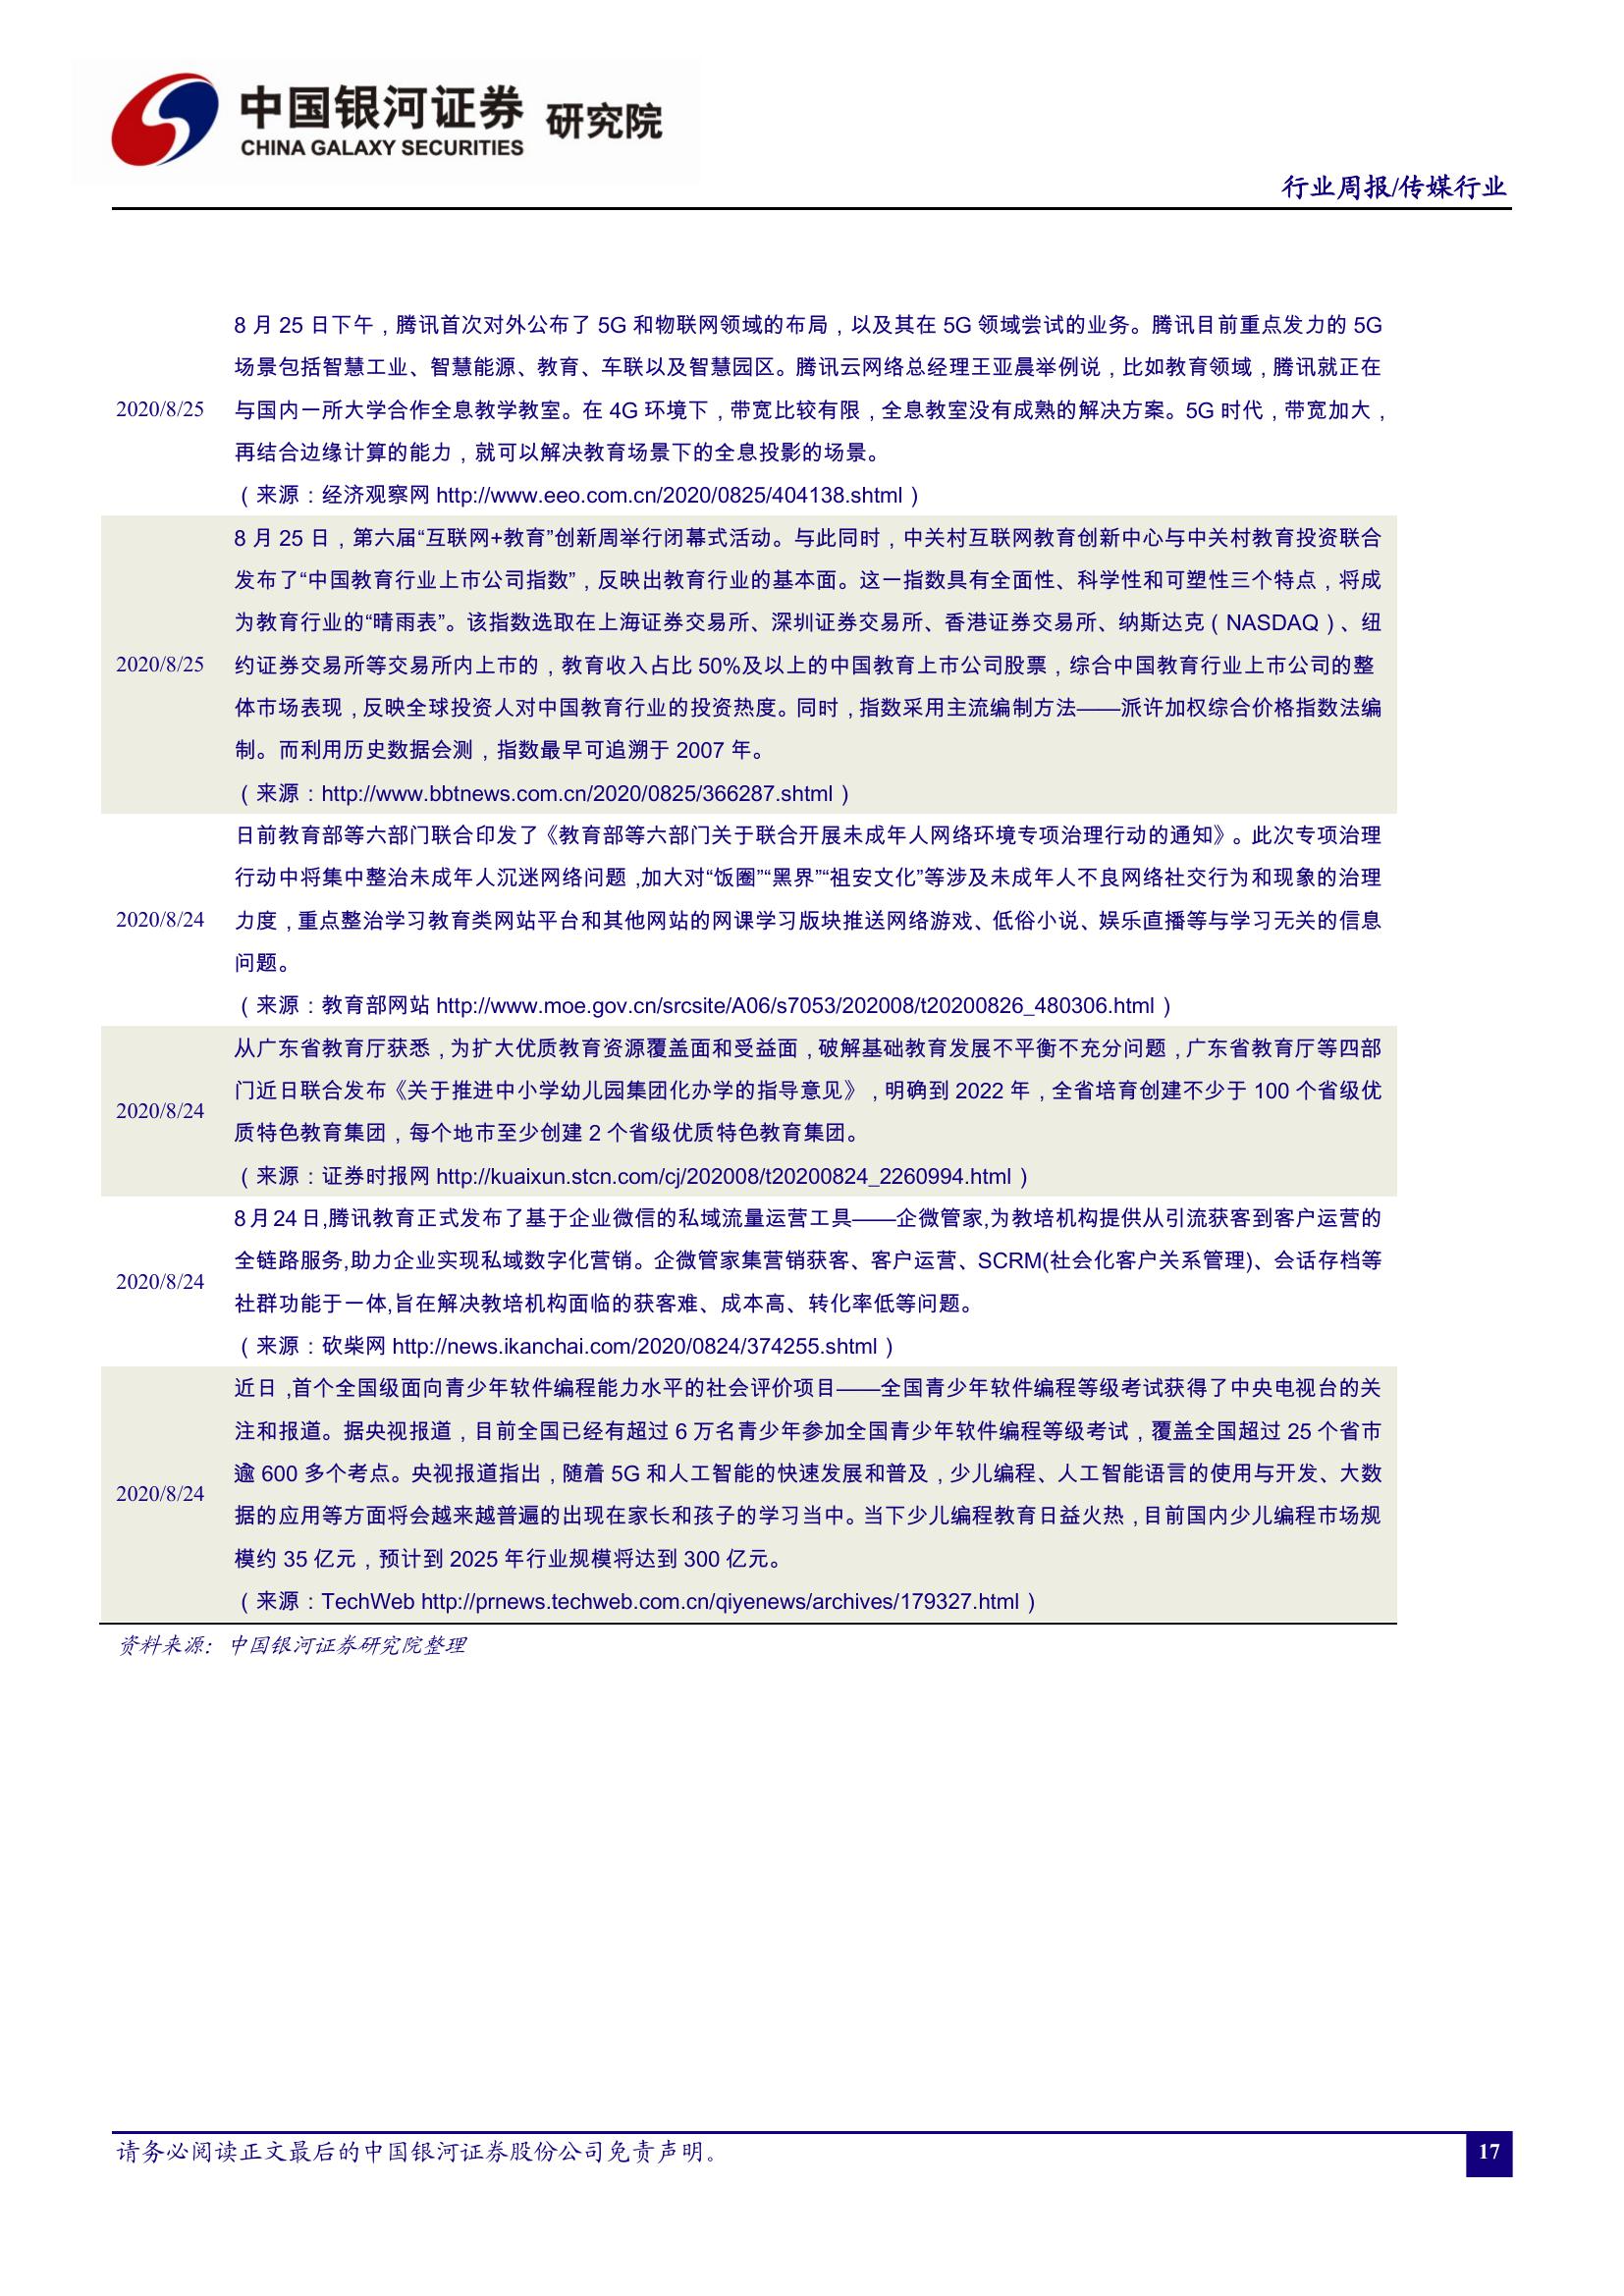 中国银河证券 研究院
CHINA GALAXY SECURITIES
行业周报/传媒行业
8 月 25 日下午，腾讯首次对外公布了 5G 和物联网领域的布局，以及其在 5G 领域尝试的业务。腾讯目前重点发力的 5G
场景包括智慧工业、智慧能源、教育、车联以及智慧园区。腾讯云网络总经理王亚晨举例说，比如教育领域，腾讯就正在
2020/8/25 与国内一所大学合作全息教学教室。在 4G 环境下，带宽比较有限，全息教室没有成熟的解决方案。5G 时代，带宽加大，
再结合边缘计算的能力，就可以解决教育场景下的全息投影的场景。
（来源：经济观察网 http://www.eeo.com.cn/2020/0825/404138.shtml）
8 月 25 日，第六届“互联网+教育”创新周举行闭幕式活动。与此同时，中关村互联网教育创新中心与中关村教育投资联合
发布了“中国教育行业上市公司指数”，反映出教育行业的基本面。这一指数具有全面性、科学性和可塑性三个特点，将成
为教育行业的“晴雨表”。该指数选取在上海证券交易所、深圳证券交易所、香港证券交易所、纳斯达克（NASDAQ）、纽
2020/8/25 约证券交易所等交易所内上市的，教育收入占比 50%及以上的中国教育上市公司股票，综合中国教育行业上市公司的整
体市场表现，反映全球投资人对中国教育行业的投资热度。同时，指数采用主流编制方法——派许加权综合价格指数法编
制。而利用历史数据会测，指数最早可追溯于 2007 年。
（来源：http://www.bbtnews.com.cn/2020/0825/366287.shtml）
日前教育部等六部门联合印发了《教育部等六部门关于联合开展未成年人网络环境专项治理行动的通知》。此次专项治理
行动中将集中整治未成年人沉迷网络问题，加大对“饭圈”“黑界”“祖安文化”等涉及未成年人不良网络社交行为和现象的治理
2020/8/24 力度，重点整治学习教育类网站平台和其他网站的网课学习版块推送网络游戏、低俗小说、娱乐直播等与学习无关的信息
问题。
（来源：教育部网站 http://www.moe.gov.cn/srcsite/A06/s7053/202008/t20200826_480306.html）
从广东省教育厅获悉，为扩大优质教育资源覆盖面和受益面，破解基础教育发展不平衡不充分问题，广东省教育厅等四部
门近日联合发布《关于推进中小学幼儿园集团化办学的指导意见》，明确到 2022 年，全省培育创建不少于 100 个省级优
2020/8/24 质特色教育集团，每个地市至少创建 2 个省级优质特色教育集团。
（来源：证券时报网 http://kuaixun.stcn.com/cj/202008/t20200824_2260994.html）
8月24日,腾讯教育正式发布了基于企业微信的私域流量运营工具——企微管家,为教培机构提供从引流获客到客户运营的
2020/8/24 全链路服务,助力企业实现私域数字化营销。企微管家集营销获客、客户运营、SCRM(社会化客户关系管理)、会话存档等
社群功能于一体,旨在解决教培机构面临的获客难、成本高、转化率低等问题。
（来源：砍柴网 http://news.ikanchai.com/2020/0824/374255.shtml）
近日，首个全国级面向青少年软件编程能力水平的社会评价项目——全国青少年软件编程等级考试获得了中央电视台的关
注和报道。据央视报道，目前全国已经有超过 6 万名青少年参加全国青少年软件编程等级考试，覆盖全国超过 25 个省市
2020/8/24 逾 600 多个考点。央视报道指出，随着 5G 和人工智能的快速发展和普及，少儿编程、人工智能语言的使用与开发、大数
据的应用等方面将会越来越普遍的出现在家长和孩子的学习当中。当下少儿编程教育日益火热，目前国内少儿编程市场规
模约 35 亿元，预计到 2025 年行业规模将达到 300 亿元。
（来源：TechWeb http://prnews.techweb.com.cn/qiyenews/archives/179327.html）
资料来源：中国银河证券研究院整理
请务必阅读正文最后的中国银河证券股份公司免责声明。
17